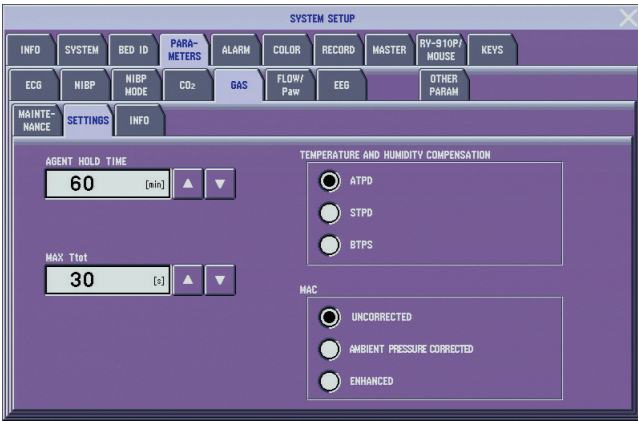 SYSTEM SETUP
INFO SYSTEM BED ID PARA-METERS ALARM COLOR RECORD MASTER RY-910P/MOUSE KEYS
ECG NIBP NIBP MODE CO2 GAS FLOW/Paw EEG OTHER PARAM
MAINTE-NANCE SETTINGS INFO
AGENT HOLD TIME
60 [min]
MAX Ttot
30 [s]
TEMPERATURE AND HUMIDITY COMPENSATION
ATPD
STPD
BTPS
MAC
UNCORRECTED
AMBIENT PRESSURE CORRECTED
ENHANCED